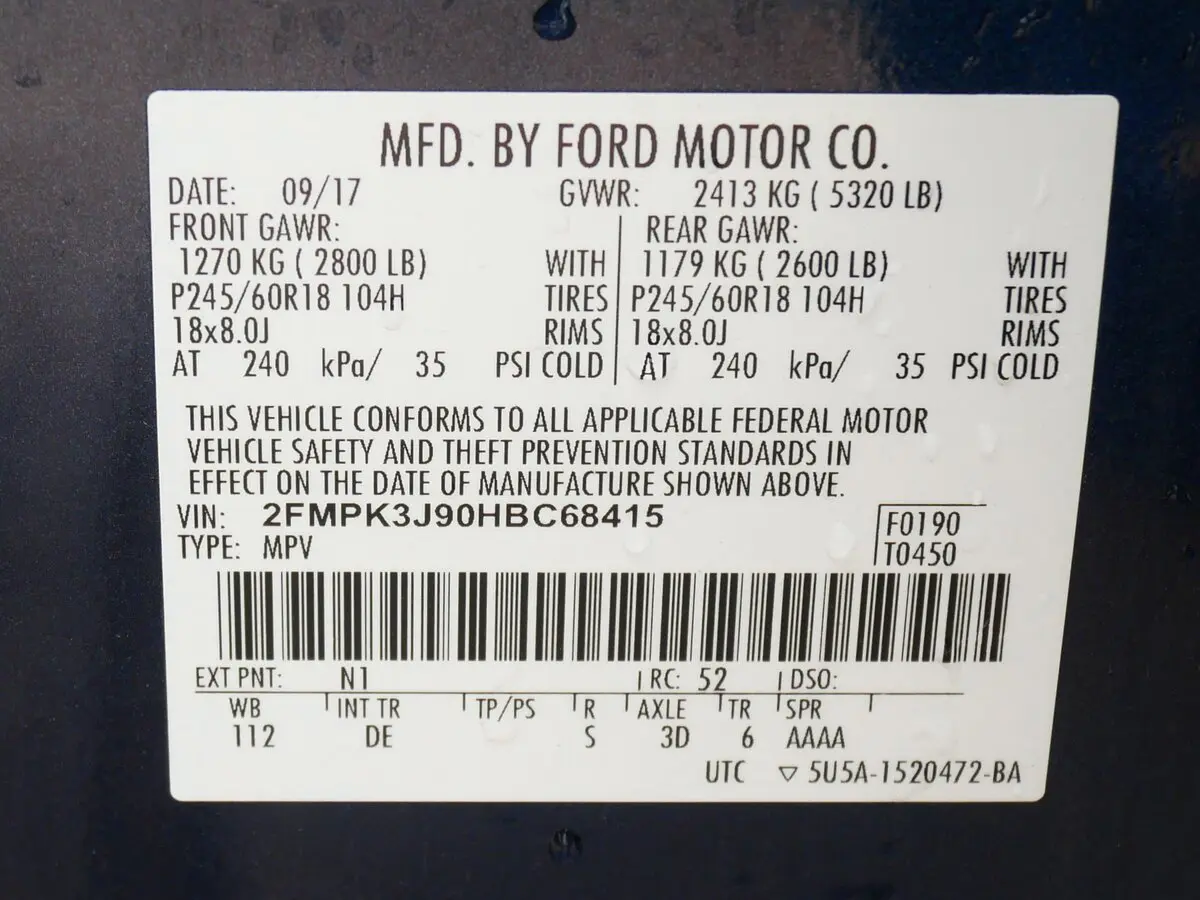 MFD. BY FORD MOTOR CO.
DATE: 09/17 GVWR: 2413 KG ( 5320 LB)
FRONT GAWR: REAR GAWR:
1270 KG ( 2800 LB) WITH 1179 KG ( 2600 LB) WITH
P245/60R18 104H TIRES P245/60R18 104H TIRES
18x8.0J RIMS 18x8.0J RIMS
AT 240 kPa/ 35 PSI COLD AT 240 kPa/ 35 PSI COLD
THIS VEHICLE CONFORMS TO ALL APPLICABLE FEDERAL MOTOR
VEHICLE SAFETY AND THEFT PREVENTION STANDARDS IN
EFFECT ON THE DATE OF MANUFACTURE SHOWN ABOVE.
VIN: 2FMPK3J90HBC68415 F0190
TYPE: MPV T0450
EXT PNT: N1 RC: 52 DSO:
WB INT TR TP/PS R AXLE TR SPR
112 DE S 3D 6 AAAA
UTC ▽ 5U5A-1520472-BA